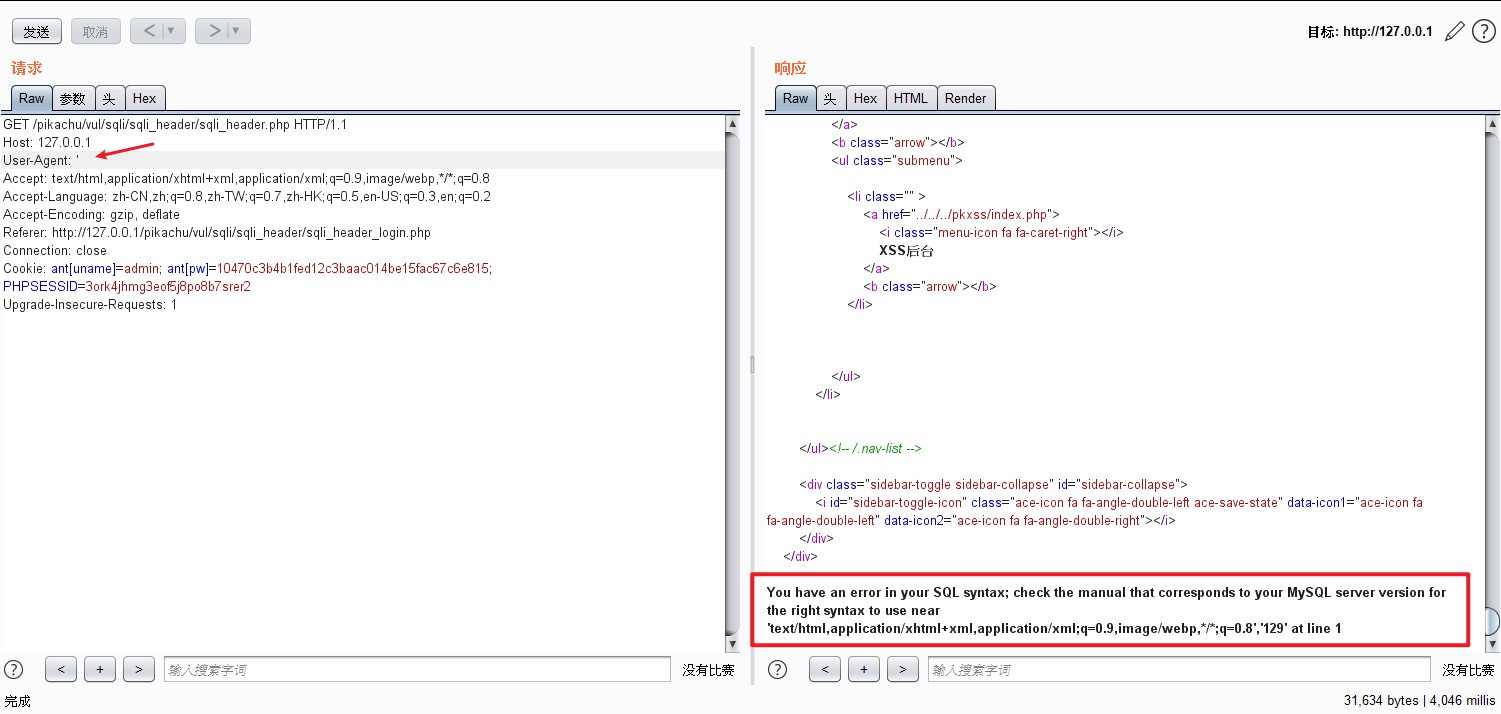 发送 取消 < ▼ > ▼ 目标: http://127.0.0.1 ?
请求
Raw 参数 头 Hex
GET /pikachu/vul/sqli/sqli_header/sqli_header.php HTTP/1.1
Host: 127.0.0.1
User-Agent: '
Accept: text/html,application/xhtml+xml,application/xml;q=0.9,image/webp,*/*;q=0.8
Accept-Language: zh-CN,zh;q=0.8,zh-TW;q=0.7,zh-HK;q=0.5,en-US;q=0.3,en;q=0.2
Accept-Encoding: gzip, deflate
Referer: http://127.0.0.1/pikachu/vul/sqli/sqli_header/sqli_header_login.php
Connection: close
Cookie: ant[uname]=admin; ant[pw]=10470c3b4b1fed12c3baac014be15fac67c6e815;
PHPSESSID=3ork4jhmg3eof5j8po8b7srer2
Upgrade-Insecure-Requests: 1
? < + > 输入搜索字词 没有比赛
响应
Raw 头 Hex HTML Render
</a>
<b class="arrow"></b>
<ul class="submenu">
<li class="" >
<a href="../../../pkxss/index.php">
<i class="menu-icon fa fa-caret-right"></i>
XSS后台
</a>
<b class="arrow"></b>
</li>
</ul>
</li>
</ul><!-- /.nav-list -->
<div class="sidebar-toggle sidebar-collapse" id="sidebar-collapse">
<i id="sidebar-toggle-icon" class="ace-icon fa fa-angle-double-left ace-save-state" data-icon1="ace-icon fa
fa-angle-double-left" data-icon2="ace-icon fa fa-angle-double-right"></i>
</div>
</div>
You have an error in your SQL syntax; check the manual that corresponds to your MySQL server version for
the right syntax to use near
'text/html,application/xhtml+xml,application/xml;q=0.9,image/webp,*/*;q=0.8','129' at line 1
? < + > 输入搜索字词 没有比赛
完成
31,634 bytes | 4,046 millis